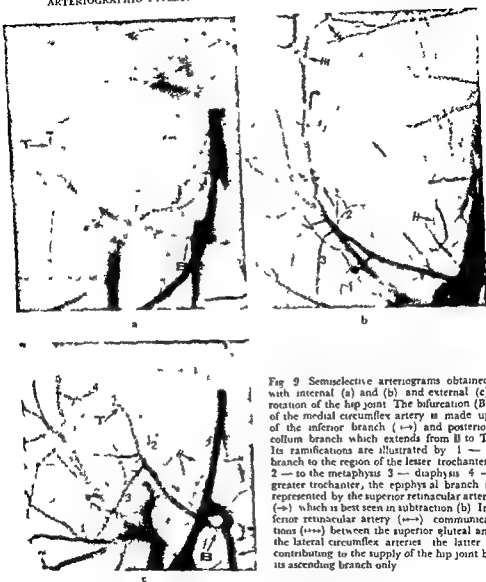 a
b
Fig 9 Semiselective arteriograms obtained
with internal (a) and (b) and external (c)
rotation of the hip joint The bifurcation (B)
of the medial circumflex artery is made up
of the inferior branch (↦) and posterior
collum branch which extends from B to T
Its ramifications are illustrated by 1 —
branch to the region of the lesser trochanter
2 — to the metaphysis 3 — diaphysis 4 —
greater trochanter, the epiphysal branch
represented by the superior retinacular artery
(→) which is best seen in subtraction (b) In
ferior retinacular artery (↦) communica
tions (↦) between the superior gluteal and
the lateral circumflex arteries the latter
contributing to the supply of the hip joint by
its ascending branch only
c